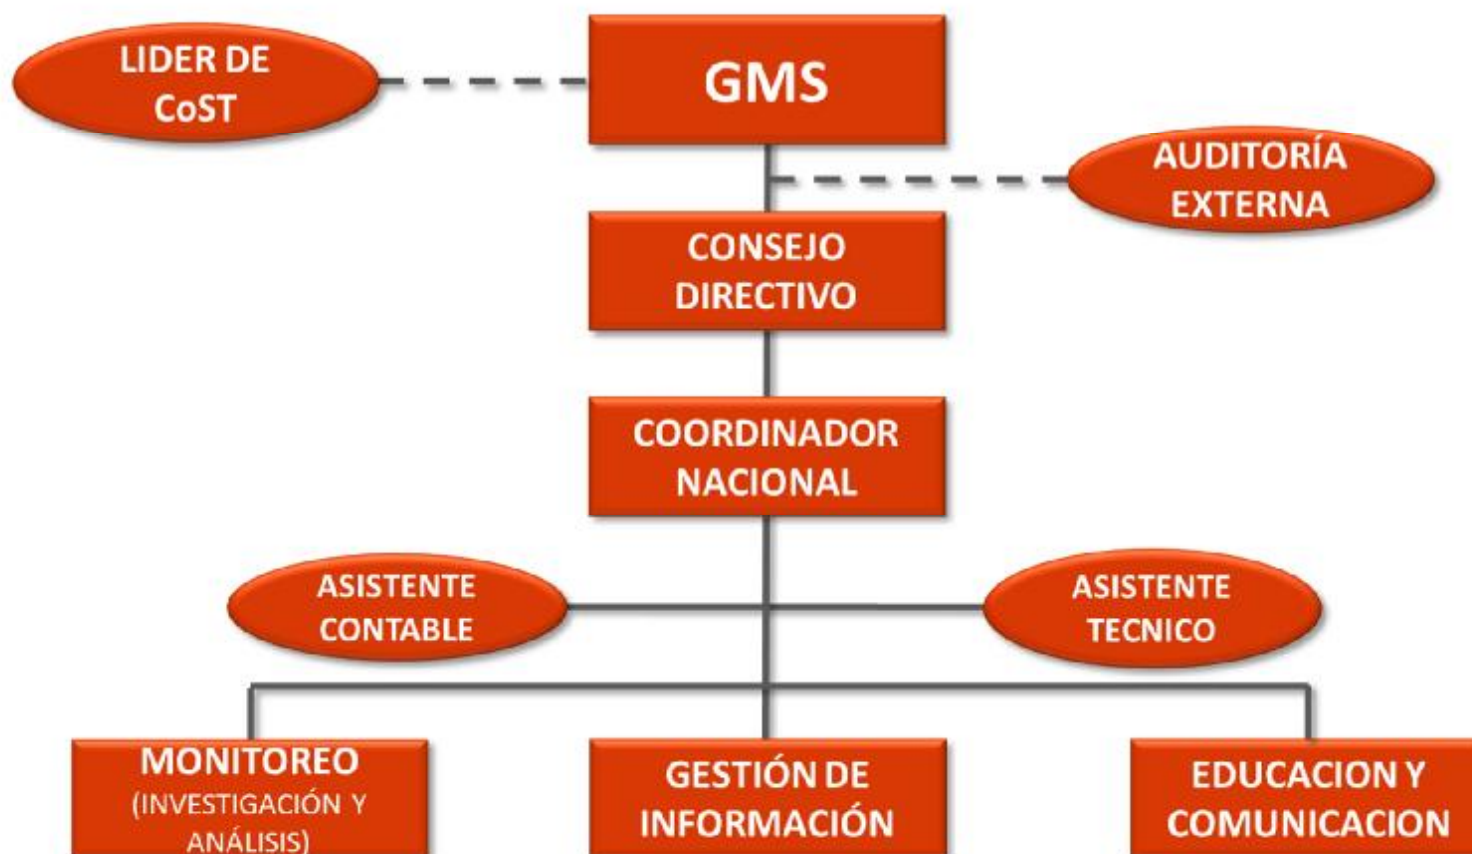 LIDER DE
CoST
GMS
AUDITORÍA
EXTERNA
CONSEJO
DIRECTIVO
COORDINADOR
NACIONAL
ASISTENTE
CONTABLE
ASISTENTE
TECNICO
MONITOREO
(INVESTIGACIÓN Y
ANÁLISIS)
GESTIÓN DE
INFORMACIÓN
EDUCACION Y
COMUNICACION